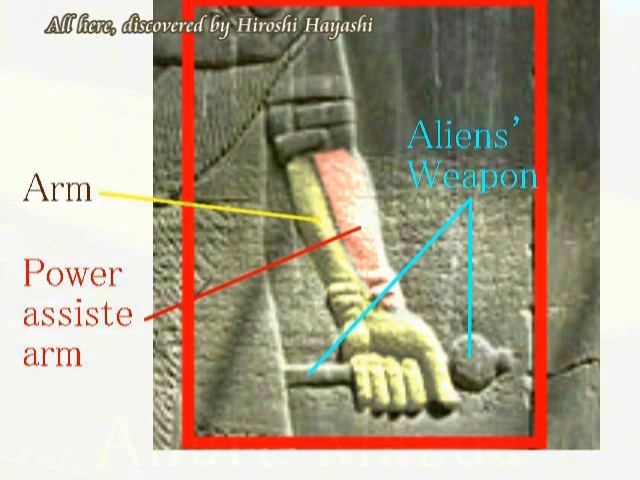 All here, discovered by Hiroshi Hayashi
Aliens'
Weapon
Arm
Power
assiste
arm